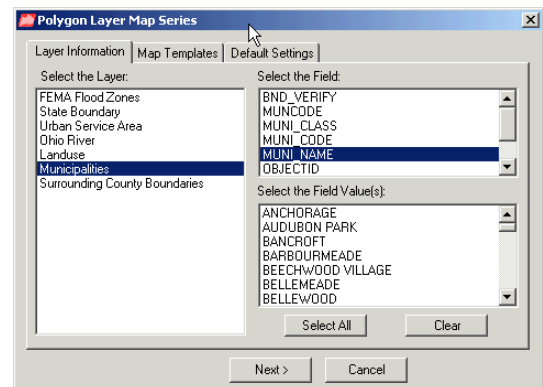 Polygon Layer Map Series
Layer Information
Map Templates
Default Settings
Select the Layer:
FEMA Flood Zones
State Boundary
Urban Service Area
Ohio River
Landuse
Municipalities
Surrounding County Boundaries
Select the Field:
BND_VERIFY
MUNCODE
MUNI_CLASS
MUNI_CODE
MUNI_NAME
OBJECTID
Select the Field Value(s):
ANCHORAGE
AUDUBON PARK
BANCROFT
BARBOURMEADE
BEECHWOOD VILLAGE
BELLEMEADE
BELLEWOOD
Select All
Clear
Next >
Cancel